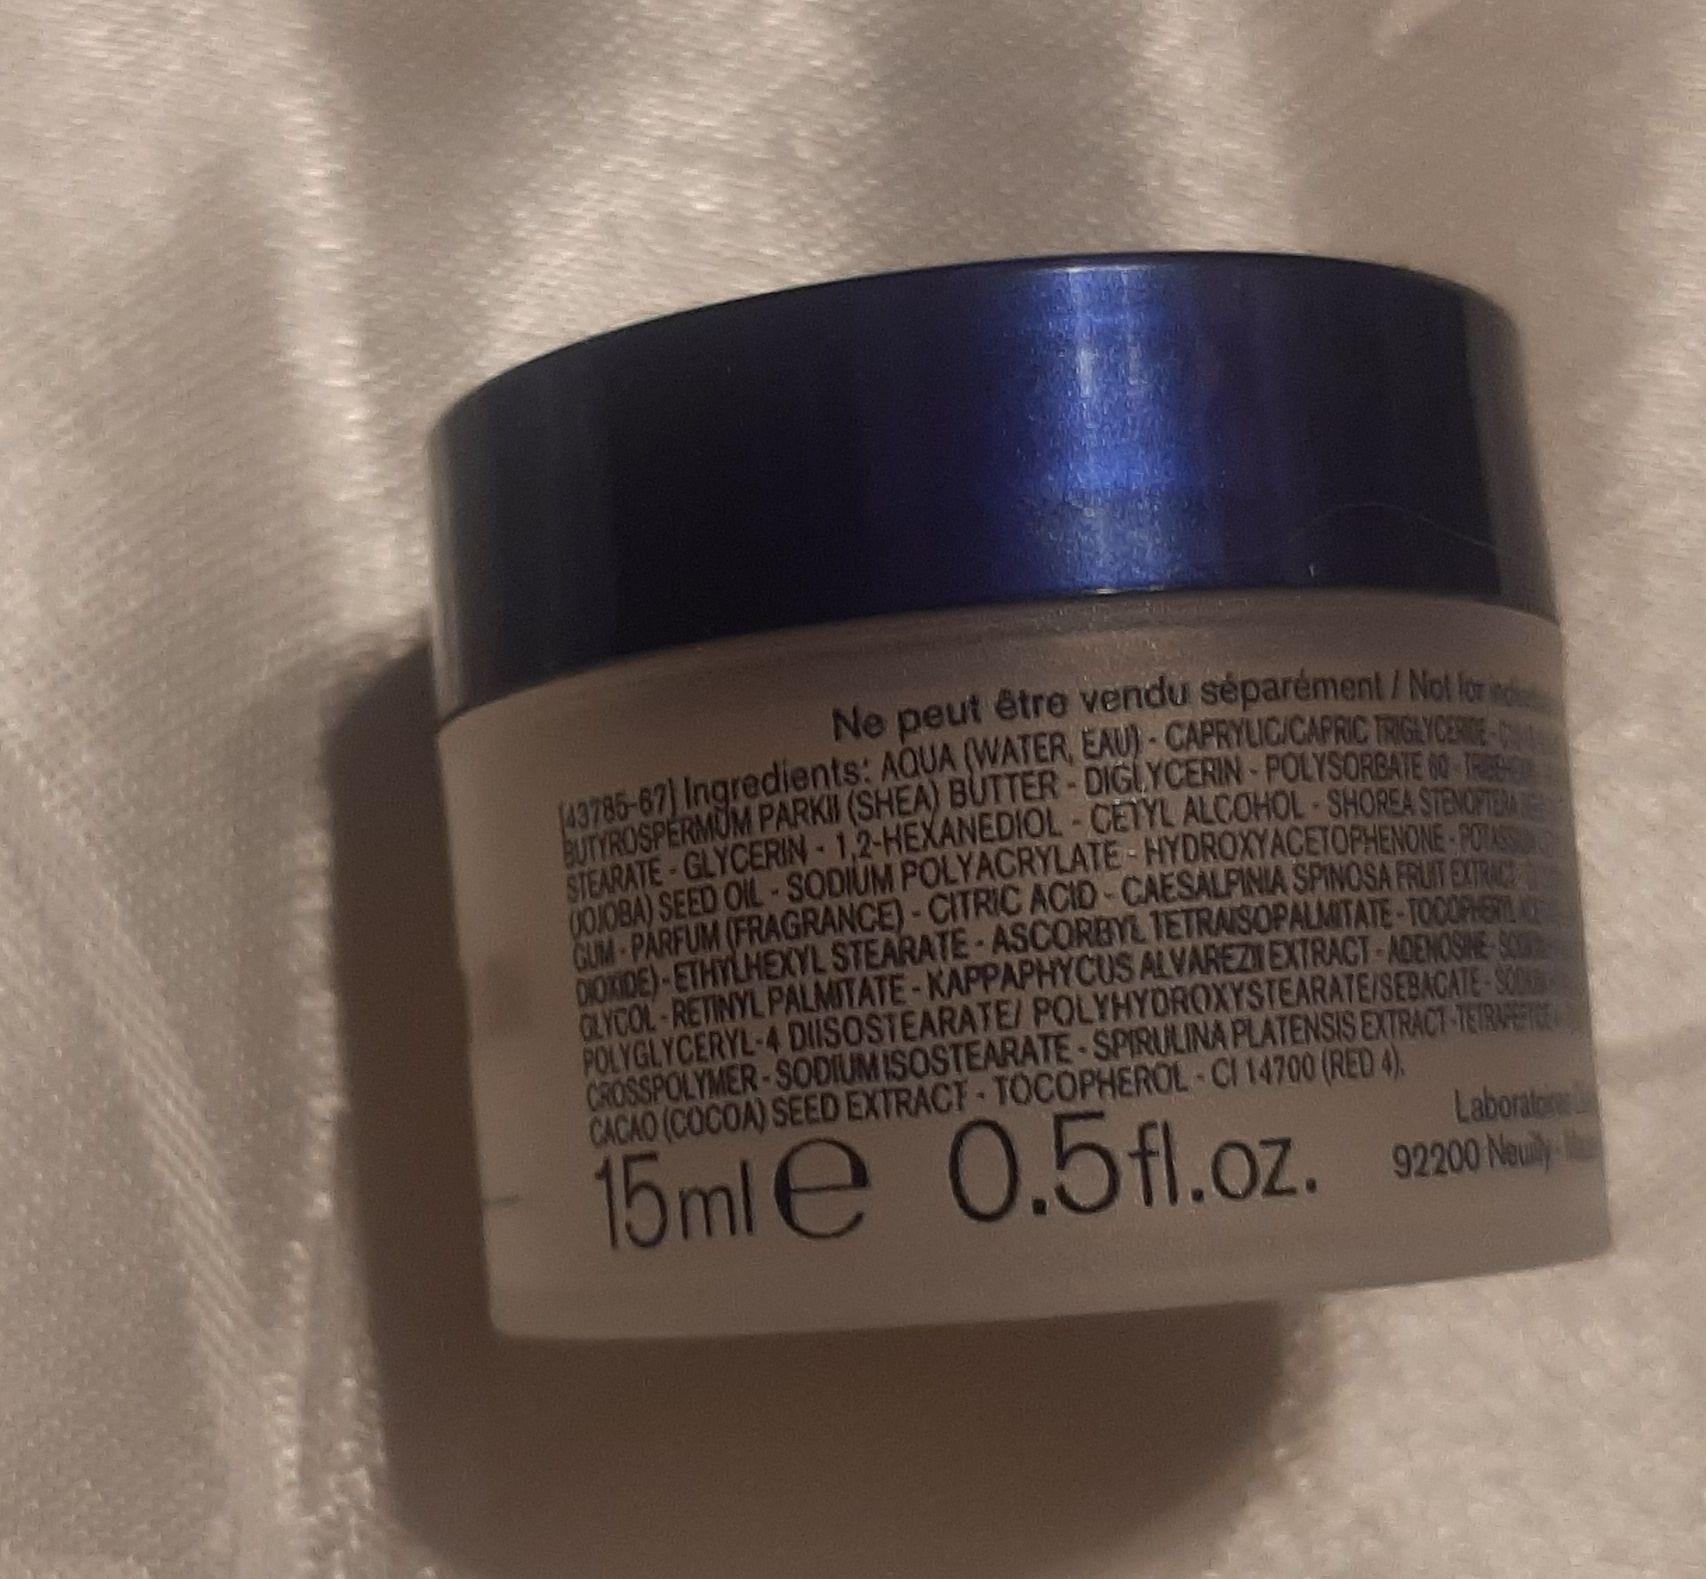 Ne peut être vendu séparément / Not for
[43785-67] Ingredients: AQUA (WATER, EAU) - CAPRYLIC/CAPRIC TRIGLYCERIDE -
BUTYROSPERMUM PARKII (SHEA) BUTTER - DIGLYCERIN - POLYSORBATE 60 -
STEARATE - GLYCERIN - 1,2-HEXANEDIOL - CETYL ALCOHOL - SHOREA STENOPTERA
(JOJOBA) SEED OIL - SODIUM POLYACRYLATE - HYDROXYACETOPHENONE - POTASSIUM
GUM - PARFUM (FRAGRANCE) - CITRIC ACID - CAESALPINIA SPINOSA FRUIT EXTRACT -
DIOXIDE) - ETHYLHEXYL STEARATE - ASCORBYL TETRAISOPALMITATE - TOCOPHERYL
GLYCOL - RETINYL PALMITATE - KAPPAPHYCUS ALVAREZII EXTRACT - ADENOSINE -
POLYGLYCERYL-4 DIISOSTEARATE/ POLYHYDROXYSTEARATE/SEBACATE -
CROSSPOLYMER - SODIUM ISOSTEARATE - SPIRULINA PLATENSIS EXTRACT -
CACAO (COCOA) SEED EXTRACT - TOCOPHEROL - CI 14700 (RED 4).
15ml e 0.5fl.oz.
92200 Neuilly -